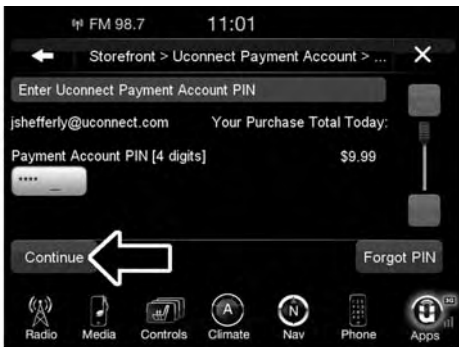 FM 98.7 11:01
Storefront > Uconnect Payment Account > ...
Enter Uconnect Payment Account PIN
jshefferly@uconnect.com Your Purchase Total Today:
Payment Account PIN [4 digits] $9.99
**** _
Continue Forgot PIN
A N 3G
Radio Media Controls Climate Nav Phone Apps